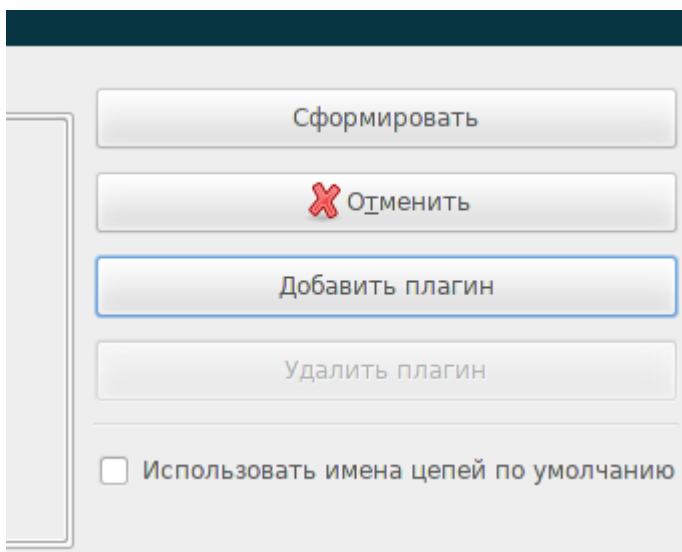 Сформировать
Отменить
Добавить плагин
Удалить плагин
Использовать имена цепей по умолчанию